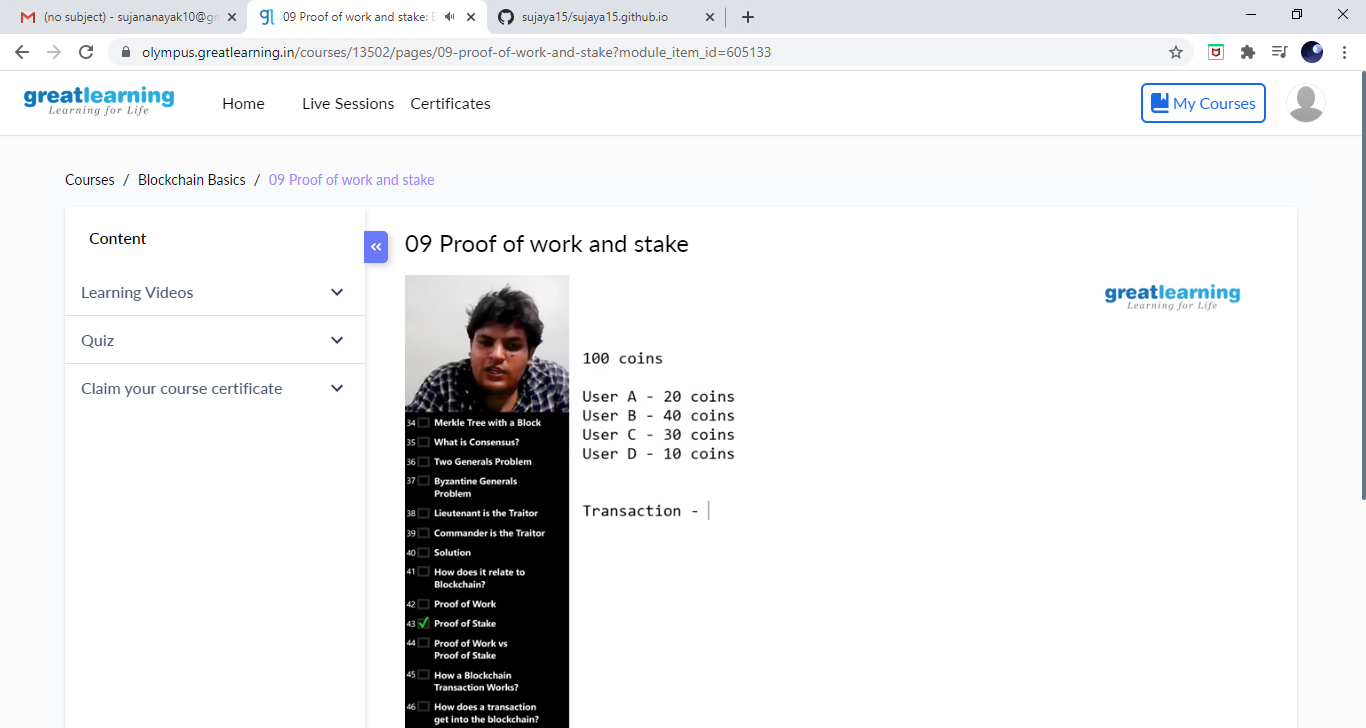 (no subject) - sujananayak10@gm
09 Proof of work and stake: B
sujaya15/sujaya15.github.io
olympus.greatlearning.in/courses/13502/pages/09-proof-of-work-and-stake?module_item_id=605133
greatlearning
Learning for Life
Home
Live Sessions
Certificates
My Courses
Courses / Blockchain Basics / 09 Proof of work and stake
Content
Learning Videos
Quiz
Claim your course certificate
«
09 Proof of work and stake
greatlearning
Learning for Life
34 Merkle Tree with a Block
35 What is Consensus?
36 Two Generals Problem
37 Byzantine Generals
Problem
38 Lieutenant is the Traitor
39 Commander is the Traitor
40 Solution
41 How does it relate to
Blockchain?
42 Proof of Work
43 Proof of Stake
44 Proof of Work vs
Proof of Stake
45 How a Blockchain
Transaction Works?
46 How does a transaction
get into the blockchain?
100 coins
User A - 20 coins
User B - 40 coins
User C - 30 coins
User D - 10 coins
Transaction -